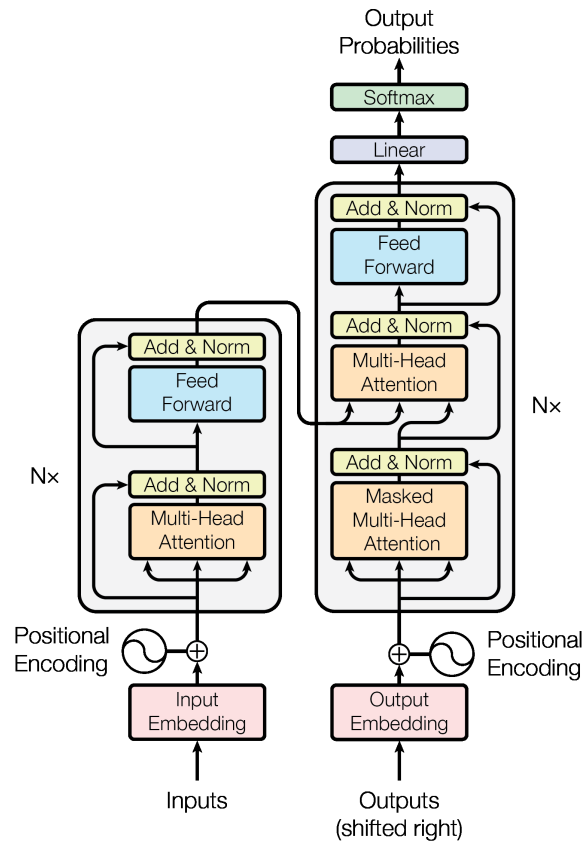 Output
Probabilities
Softmax
Linear
Add & Norm
Feed
Forward
Add & Norm
Multi-Head
Attention
N×
Add & Norm
Masked
Multi-Head
Attention
Add & Norm
Feed
Forward
N×
Add & Norm
Multi-Head
Attention
Positional
Encoding
Positional
Encoding
Input
Embedding
Output
Embedding
Inputs
Outputs
(shifted right)